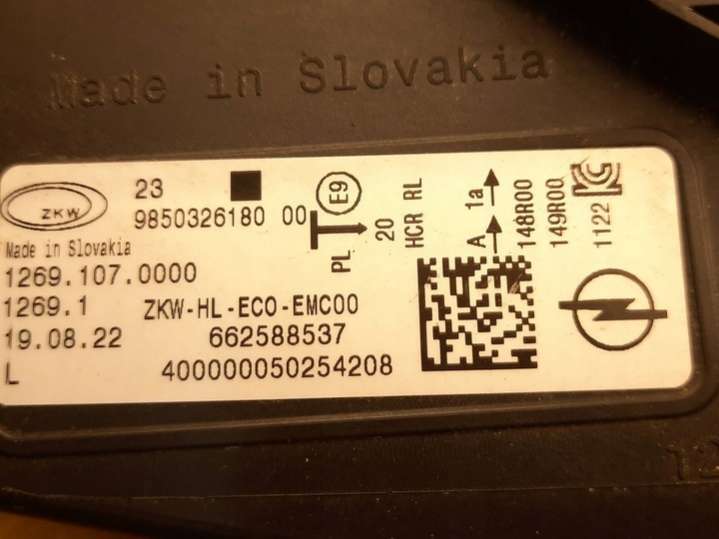 Made in Slovakia
ZKW
23
9850326180 00
Made in Slovakia
1269.107.0000
1269.1 ZKW-HL-ECO-EMC00
19.08.22 662588537
L 400000050254208
E9
PL 20
HCR RL
A 1a
148R00
149R00
1122
KC